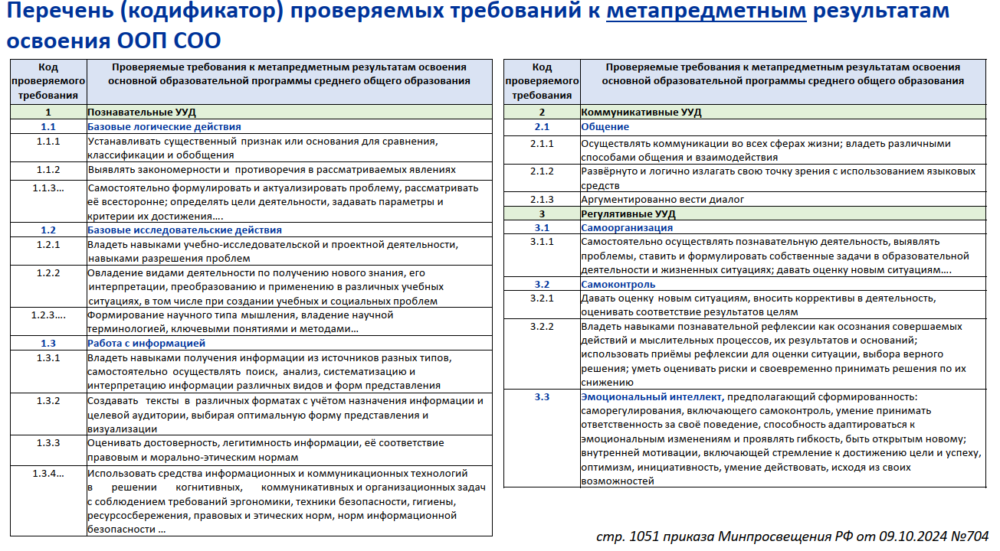 Перечень (кодификатор) проверяемых требований к метапредметным результатам
освоения ООП СОО
Код
проверяемого
требования
Проверяемые требования к метапредметным результатам освоения
основной образовательной программы среднего общего образования
1 Познавательные УУД
1.1 Базовые логические действия
1.1.1 Устанавливать существенный признак или основания для сравнения,
классификации и обобщения
1.1.2 Выявлять закономерности и противоречия в рассматриваемых явлениях
1.1.3... Самостоятельно формулировать и актуализировать проблему, рассматривать
её всесторонне; определять цели деятельности, задавать параметры и
критерии их достижения....
1.2 Базовые исследовательские действия
1.2.1 Владеть навыками учебно-исследовательской и проектной деятельности,
навыками разрешения проблем
1.2.2 Овладение видами деятельности по получению нового знания, его
интерпретации, преобразованию и применению в различных учебных
ситуациях, в том числе при создании учебных и социальных проблем
1.2.3.... Формирование научного типа мышления, владение научной
терминологией, ключевыми понятиями и методами...
1.3 Работа с информацией
1.3.1 Владеть навыками получения информации из источников разных типов,
самостоятельно осуществлять поиск, анализ, систематизацию и
интерпретацию информации различных видов и форм представления
1.3.2 Создавать тексты в различных форматах с учётом назначения информации и
целевой аудитории, выбирая оптимальную форму представления и
визуализации
1.3.3 Оценивать достоверность, легитимность информации, её соответствие
правовым и морально-этическим нормам
1.3.4... Использовать средства информационных и коммуникационных технологий
в решении когнитивных, коммуникативных и организационных задач
с соблюдением требований эргономики, техники безопасности, гигиены,
ресурсосбережения, правовых и этических норм, норм информационной
безопасности ...
Код
проверяемого
требования
Проверяемые требования к метапредметным результатам освоения
основной образовательной программы среднего общего образования
2 Коммуникативные УУД
2.1 Общение
2.1.1 Осуществлять коммуникации во всех сферах жизни; владеть различными
способами общения и взаимодействия
2.1.2 Развёрнуто и логично излагать свою точку зрения с использованием языковых
средств
2.1.3 Аргументированно вести диалог
3 Регулятивные УУД
3.1 Самоорганизация
3.1.1 Самостоятельно осуществлять познавательную деятельность, выявлять
проблемы, ставить и формулировать собственные задачи в образовательной
деятельности и жизненных ситуациях; давать оценку новым ситуациям....
3.2 Самоконтроль
3.2.1 Давать оценку новым ситуациям, вносить коррективы в деятельность,
оценивать соответствие результатов целям
3.2.2 Владеть навыками познавательной рефлексии как осознания совершаемых
действий и мыслительных процессов, их результатов и оснований;
использовать приёмы рефлексии для оценки ситуации, выбора верного
решения; уметь оценивать риски и своевременно принимать решения по их
снижению
3.3 Эмоциональный интеллект, предполагающий сформированность:
саморегулирования, включающего самоконтроль, умение принимать
ответственность за своё поведение, способность адаптироваться к
эмоциональным изменениям и проявлять гибкость, быть открытым новому;
внутренней мотивации, включающей стремление к достижению цели и успеху,
оптимизм, инициативность, умение действовать, исходя из своих
возможностей
стр. 1051 приказа Минпросвещения РФ от 09.10.2024 №704